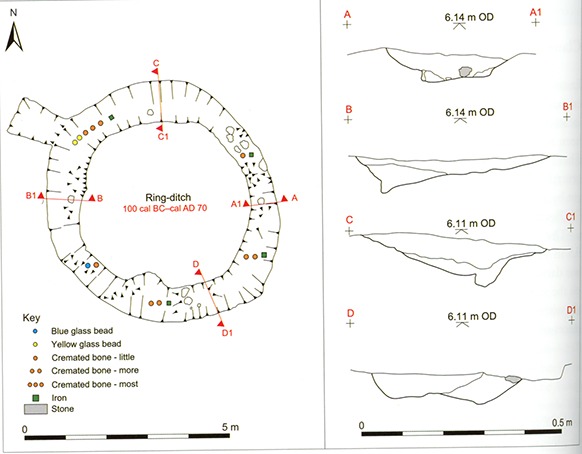 N
C
C1
Ring-ditch
100 cal BC–cal AD 70
B1
B
A1
A
D
D1
Key
Blue glass bead
Yellow glass bead
Cremated bone - little
Cremated bone - more
Cremated bone - most
Iron
Stone
0
5 m
A
6.14 m OD
A1
B
6.14 m OD
B1
C
6.11 m OD
C1
D
6.11 m OD
D1
0
0.5 m